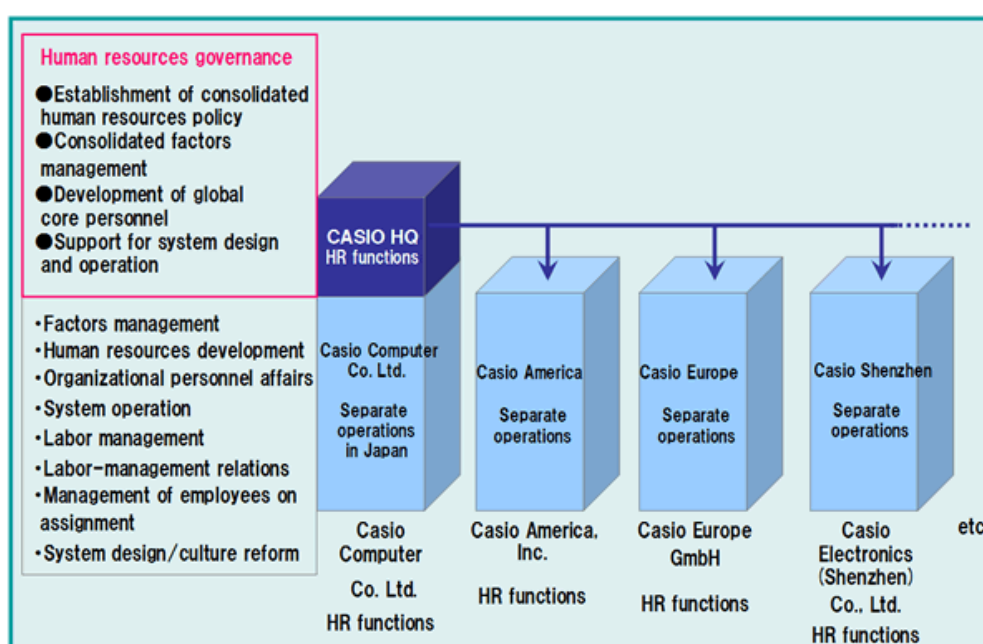 Human resources governance
●Establishment of consolidated
human resources policy
●Consolidated factors
management
●Development of global
core personnel
●Support for system design
and operation
・Factors management
・Human resources development
・Organizational personnel affairs
・System operation
・Labor management
・Labor-management relations
・Management of employees on
assignment
・System design/culture reform
CASIO HQ
HR functions
Casio Computer
Co. Ltd.
Separate
operations
in Japan
Casio
Computer
Co. Ltd.
HR functions
Casio America
Separate
operations
Casio America,
Inc.
HR functions
Casio Europe
Separate
operations
Casio Europe
GmbH
HR functions
Casio Shenzhen
Separate
operations
Casio
Electronics
(Shenzhen)
Co., Ltd.
HR functions
etc